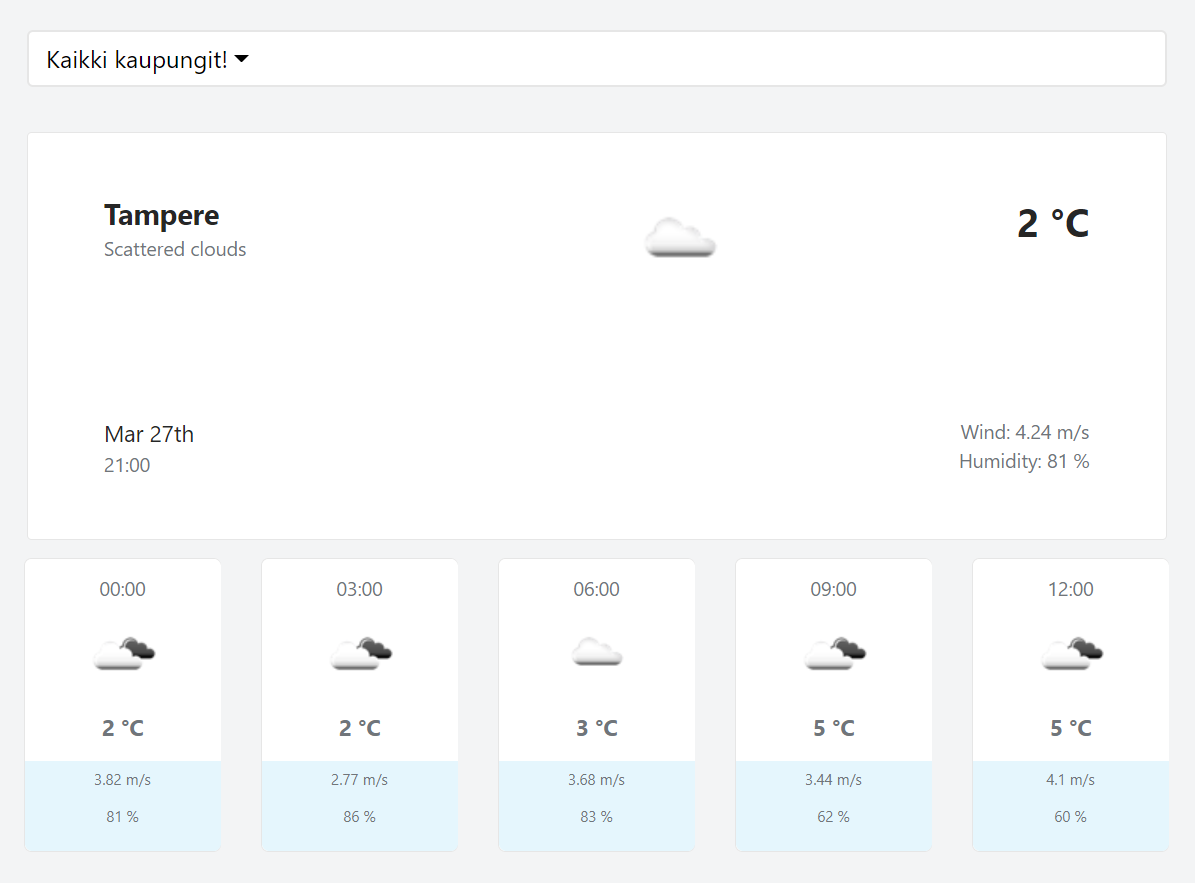 Kaikki kaupungit!
Tampere
Scattered clouds
2 °C
Mar 27th
21:00
Wind: 4.24 m/s
Humidity: 81 %
00:00
2 °C
3.82 m/s
81 %
03:00
2 °C
2.77 m/s
86 %
06:00
3 °C
3.68 m/s
83 %
09:00
5 °C
3.44 m/s
62 %
12:00
5 °C
4.1 m/s
60 %